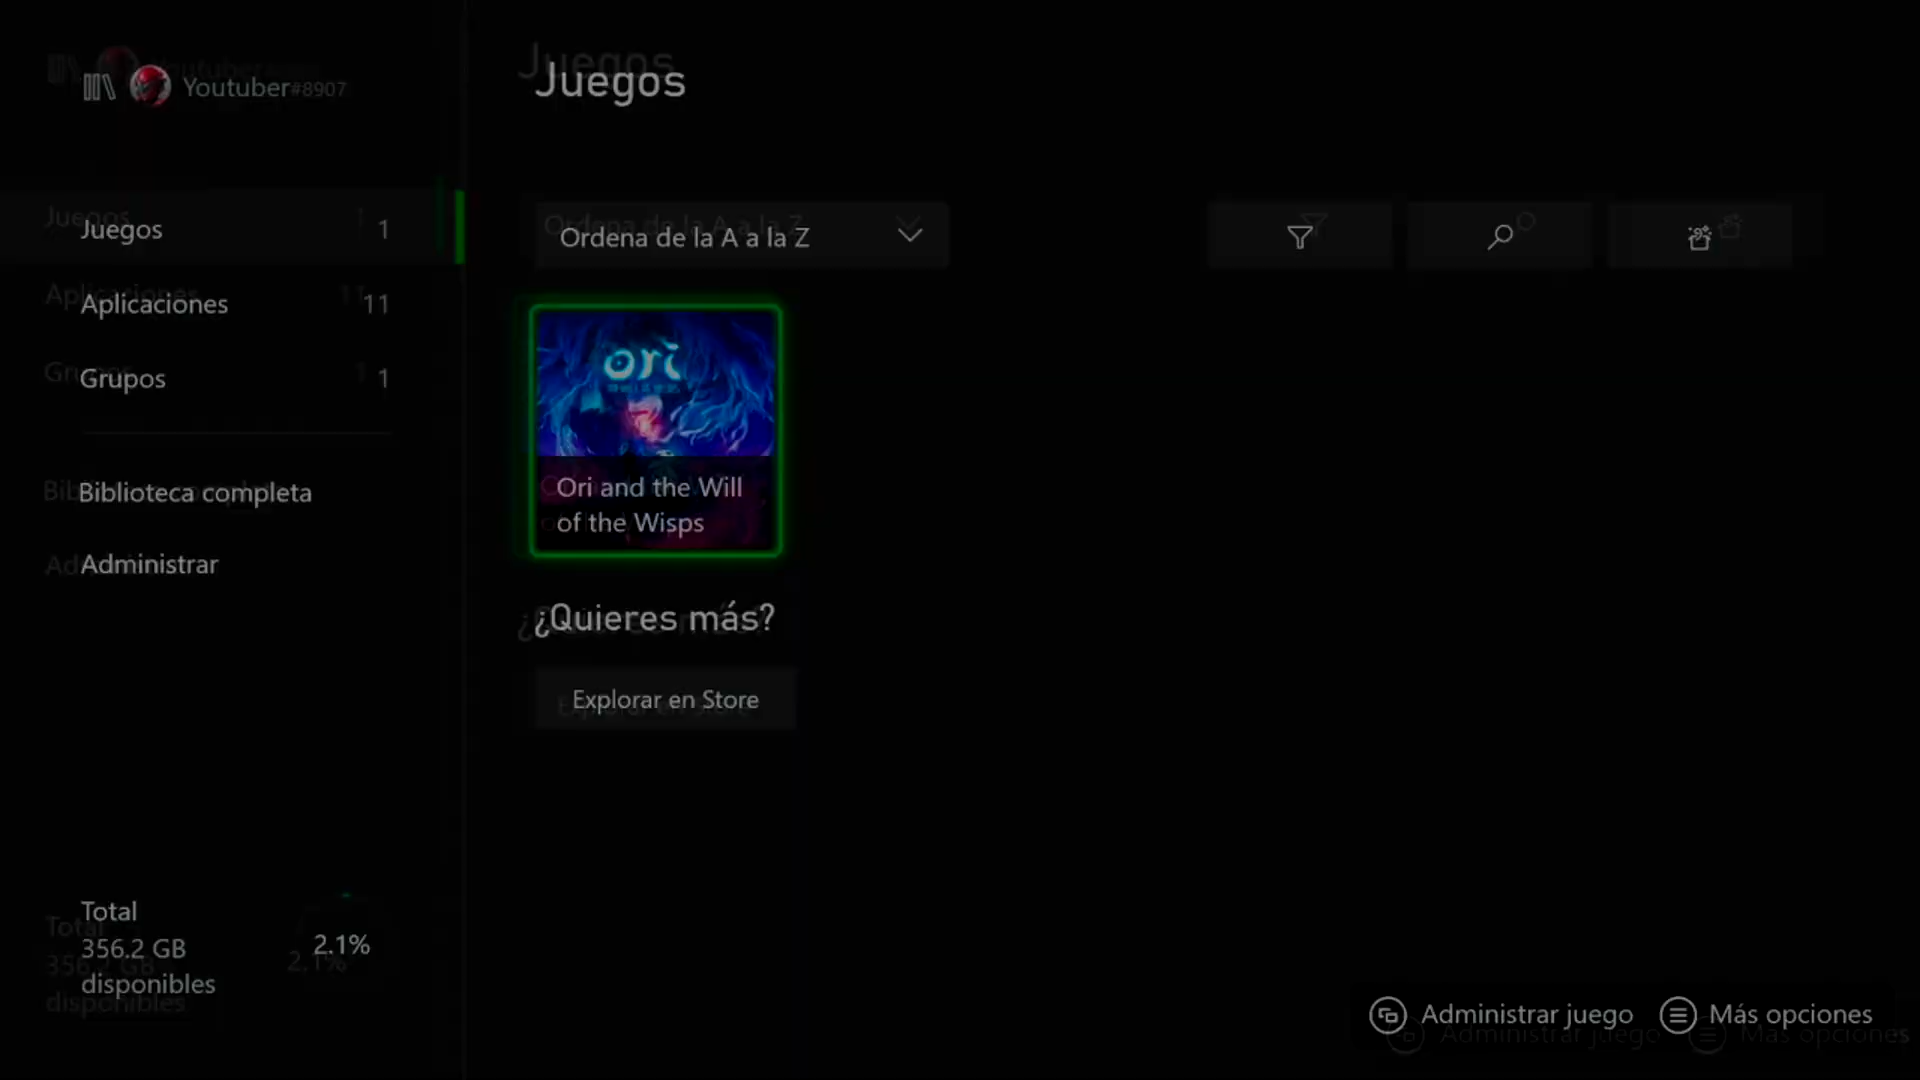 Youtuber#8907
Juegos 1
Aplicaciones 11
Grupos 1
Biblioteca completa
Administrar
Total
356.2 GB
disponibles
2.1%
Juegos
Ordena de la A a la Z
ori
Ori and the Will
of the Wisps
¿Quieres más?
Explorar en Store
Administrar juego
Más opciones